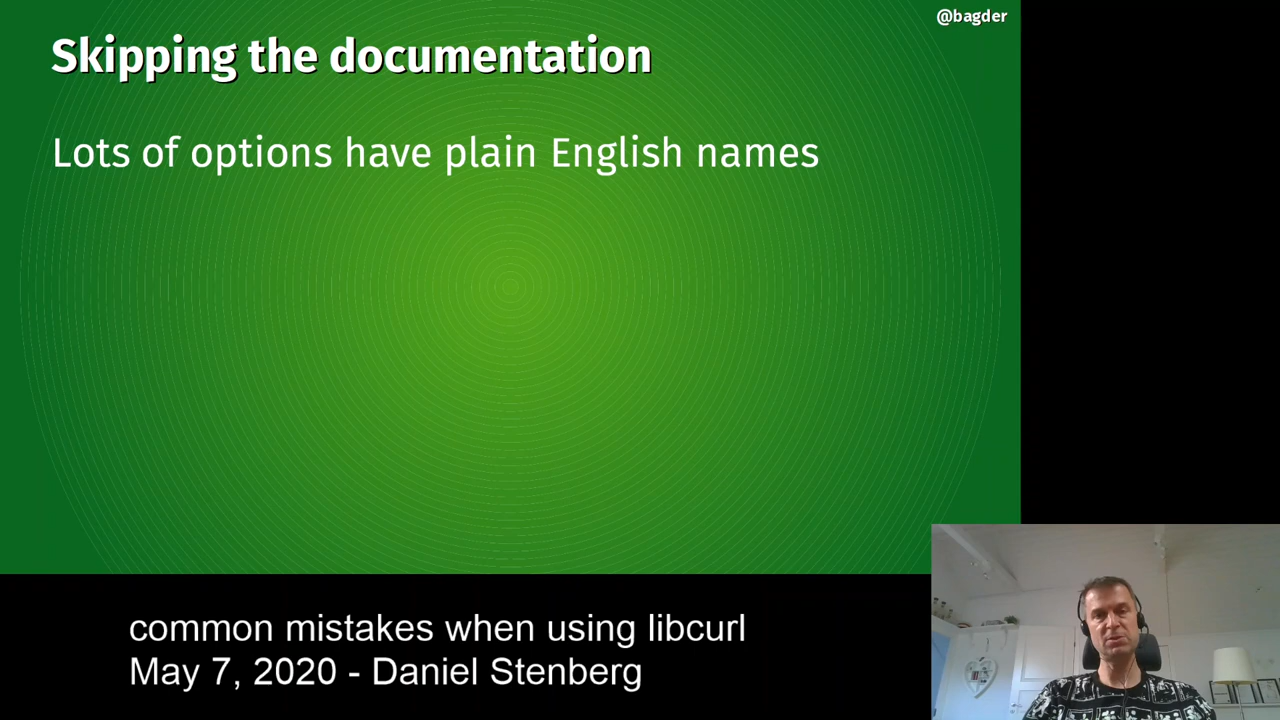 @bagder
Skipping the documentation
Lots of options have plain English names
common mistakes when using libcurl
May 7, 2020 - Daniel Stenberg